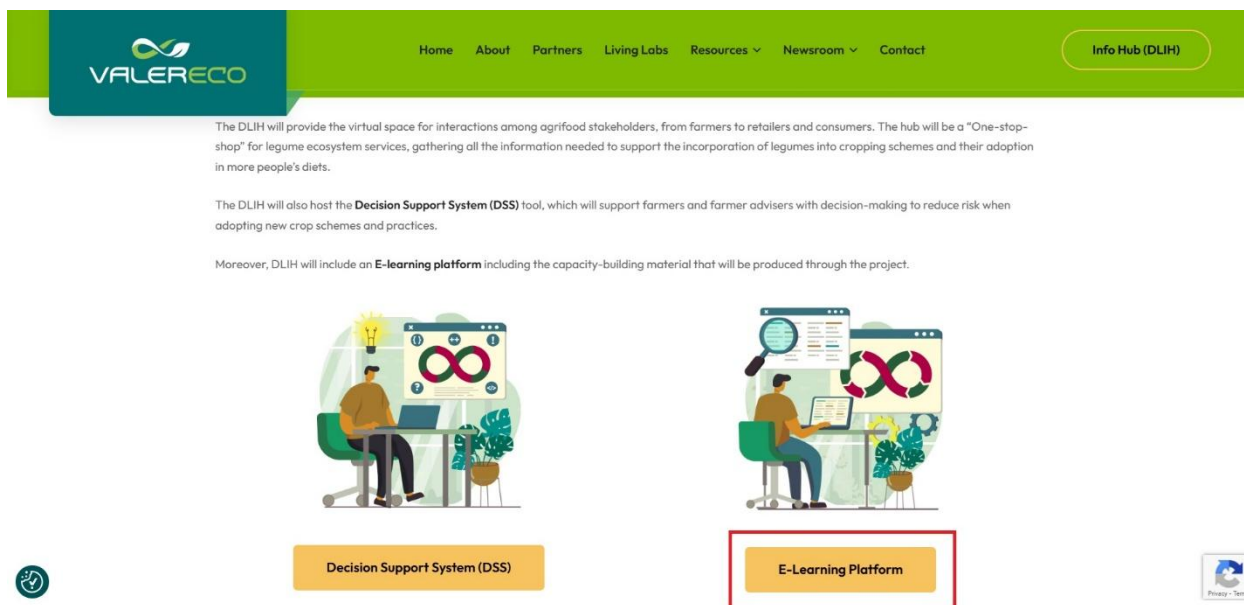 VALERECO
Home About Partners Living Labs Resources Newsroom Contact
Info Hub (DLIH)
The DLIH will provide the virtual space for interactions among agrifood stakeholders, from farmers to retailers and consumers. The hub will be a “One-stop-
shop” for legume ecosystem services, gathering all the information needed to support the incorporation of legumes into cropping schemes and their adoption
in more people's diets.
The DLIH will also host the Decision Support System (DSS) tool, which will support farmers and farmer advisers with decision-making to reduce risk when
adopting new crop schemes and practices.
Moreover, DLIH will include an E-learning platform including the capacity-building material that will be produced through the project.
Decision Support System (DSS)
E-Learning Platform
Privacy - Ter